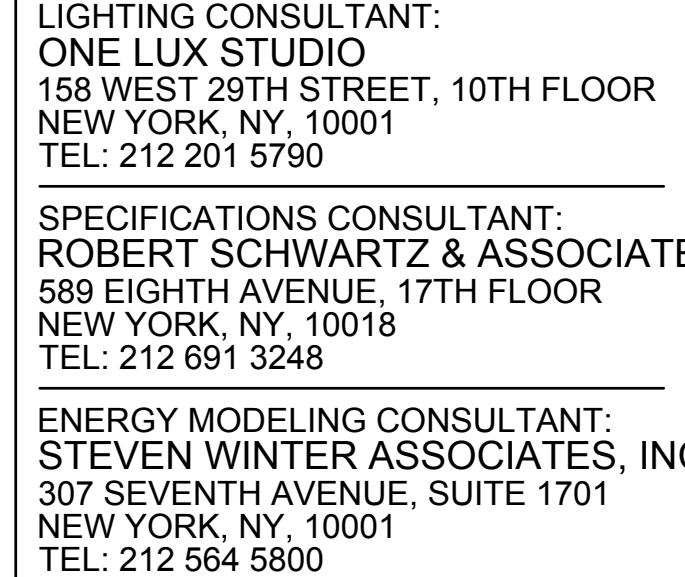 LIGHTING CONSULTANT:
ONE LUX STUDIO
158 WEST 29TH STREET, 10TH FLOOR
NEW YORK, NY, 10001
TEL: 212 201 5790
SPECIFICATIONS CONSULTANT:
ROBERT SCHWARTZ & ASSOCIATE
589 EIGHTH AVENUE, 17TH FLOOR
NEW YORK, NY, 10018
TEL: 212 691 3248
ENERGY MODELING CONSULTANT:
STEVEN WINTER ASSOCIATES, INC
307 SEVENTH AVENUE, SUITE 1701
NEW YORK, NY, 10001
TEL: 212 564 5800